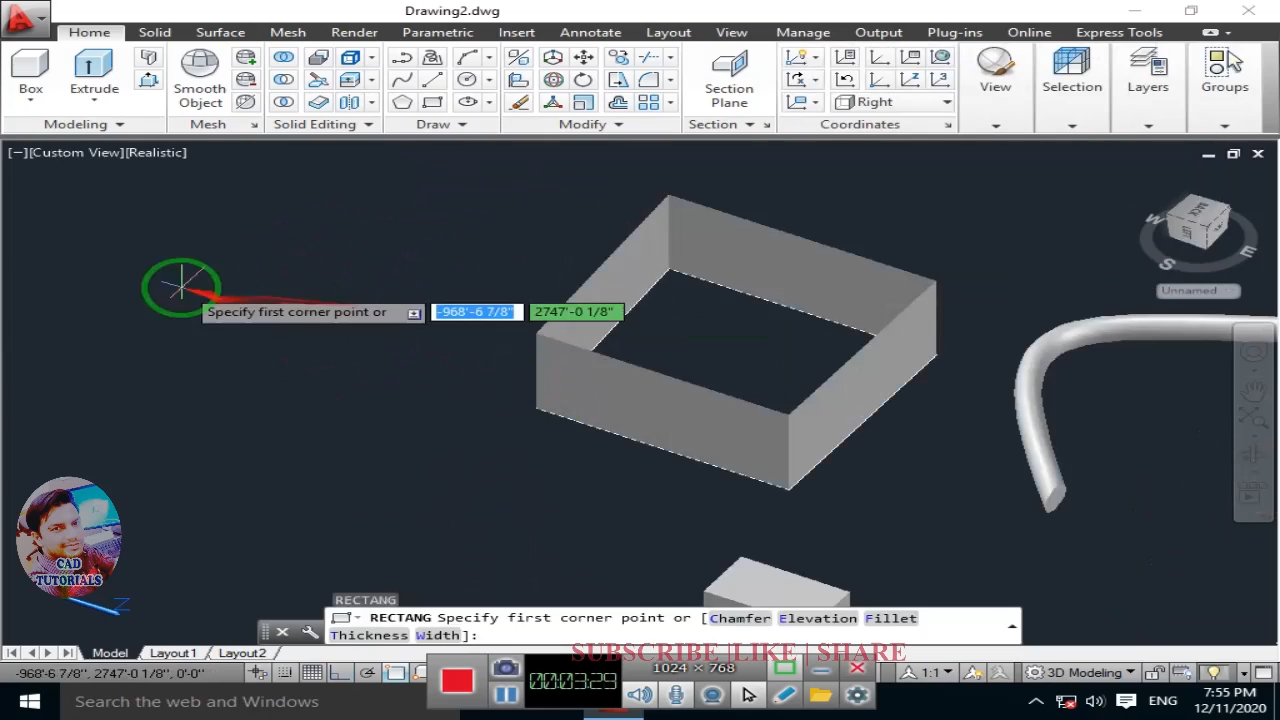 Drawing2.dwg
Home Solid Surface Mesh Render Parametric Insert Annotate Layout View Manage Output Plug-ins Online Express Tools
Box Extrude Smooth Object Section Plane Right View Selection Layers Groups
Modeling Mesh Solid Editing Draw Modify Section Coordinates
[−][Custom View][Realistic]
BACK
LEFT
W
S
E
Unnamed
Specify first corner point or -968'-6 7/8" 2747'-0 1/8"
CAD
TUTORIALS
Z
RECTANG
RECTANG Specify first corner point or [Chamfer Elevation Fillet
Thickness Width]:
Model Layout1 Layout2
SUBSCRIBE |LIKE | SHARE
-968'-6 7/8", 2747'-0 1/8", 0'-0" 1024 × 768 1:1 3D Modeling
00:03:29
Search the web and Windows ENG
7:55 PM
12/11/2020